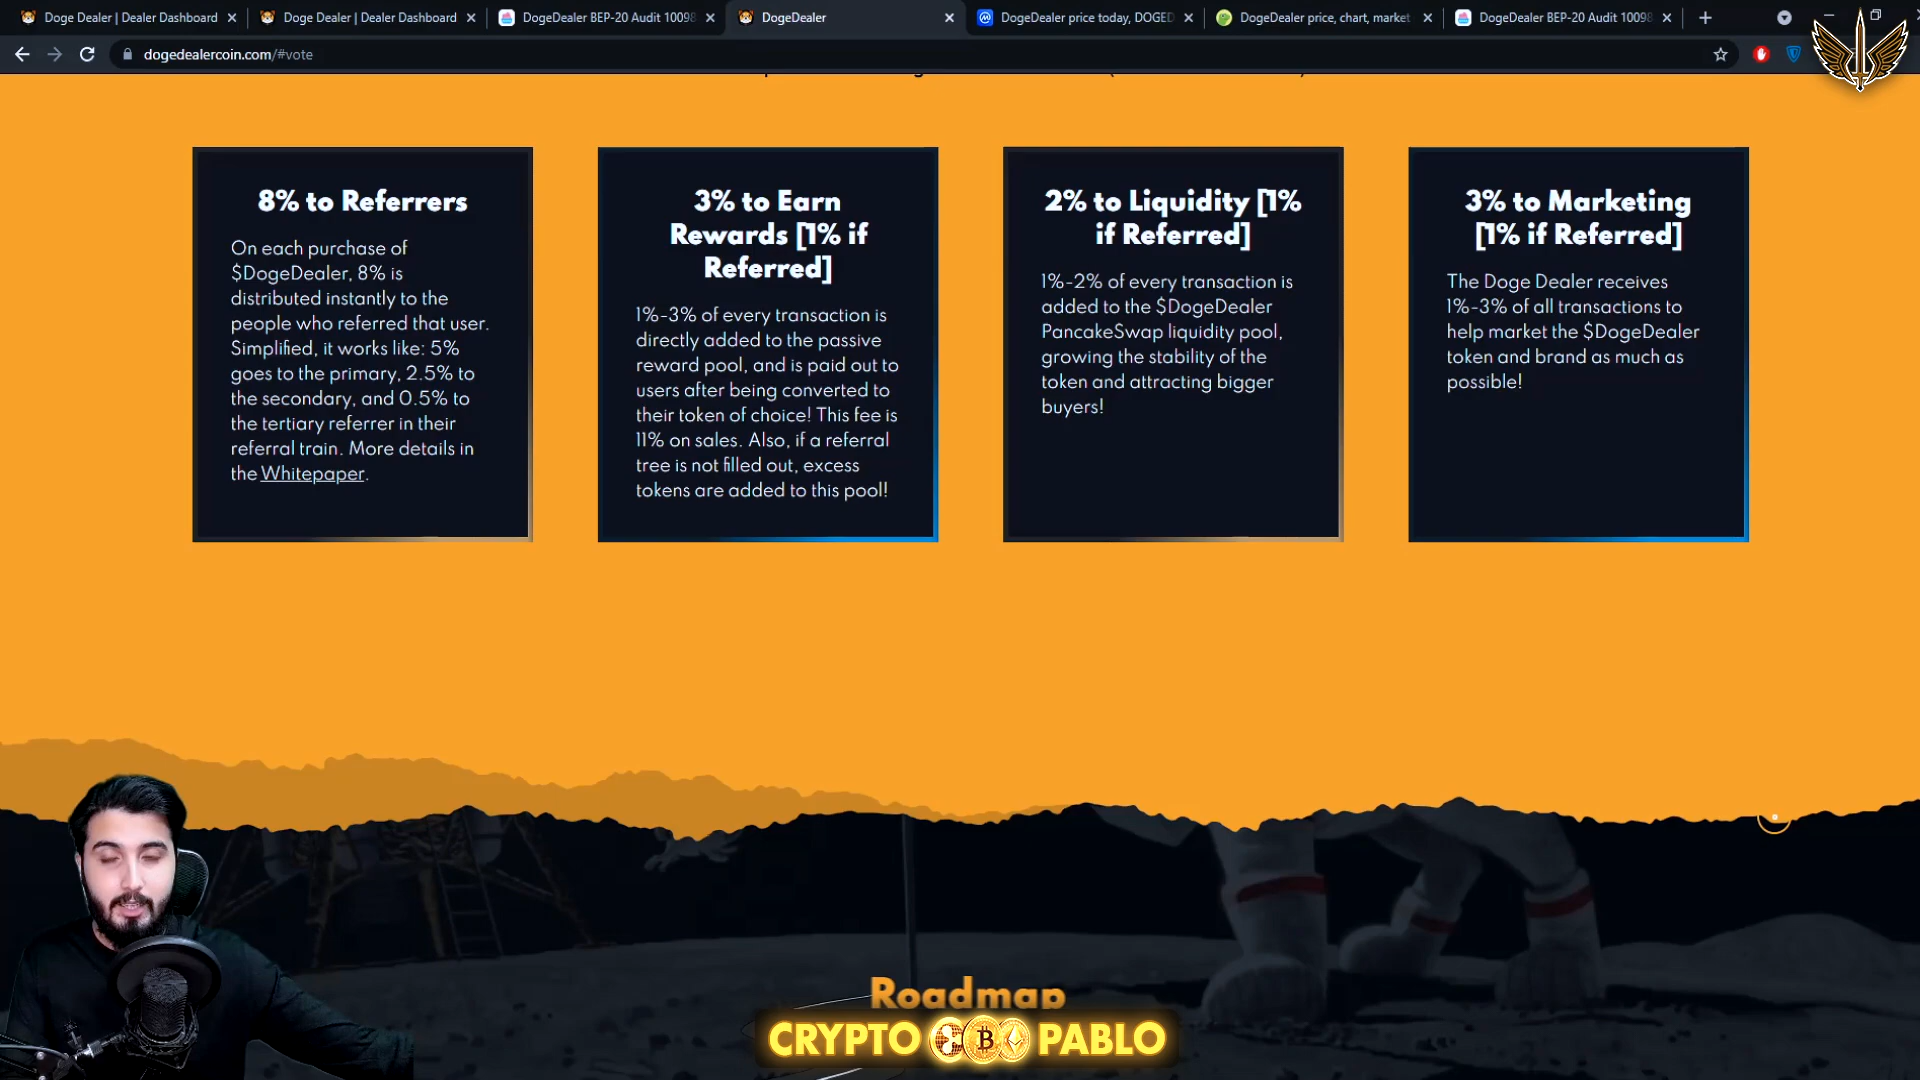 Doge Dealer | Dealer Dashboard
Doge Dealer | Dealer Dashboard
DogeDealer BEP-20 Audit 10098
DogeDealer
DogeDealer price today, DOGED
DogeDealer price, chart, market
DogeDealer BEP-20 Audit 10098
dogedealercoin.com/#vote
8% to Referrers
On each purchase of
$DogeDealer, 8% is
distributed instantly to the
people who referred that user.
Simplified, it works like: 5%
goes to the primary, 2.5% to
the secondary, and 0.5% to
the tertiary referrer in their
referral train. More details in
the Whitepaper.
3% to Earn
Rewards [1% if
Referred]
1%-3% of every transaction is
directly added to the passive
reward pool, and is paid out to
users after being converted to
their token of choice! This fee is
11% on sales. Also, if a referral
tree is not filled out, excess
tokens are added to this pool!
2% to Liquidity [1%
if Referred]
1%-2% of every transaction is
added to the $DogeDealer
PancakeSwap liquidity pool,
growing the stability of the
token and attracting bigger
buyers!
3% to Marketing
[1% if Referred]
The Doge Dealer receives
1%-3% of all transactions to
help market the $DogeDealer
token and brand as much as
possible!
Roadmap
CRYPTO PABLO